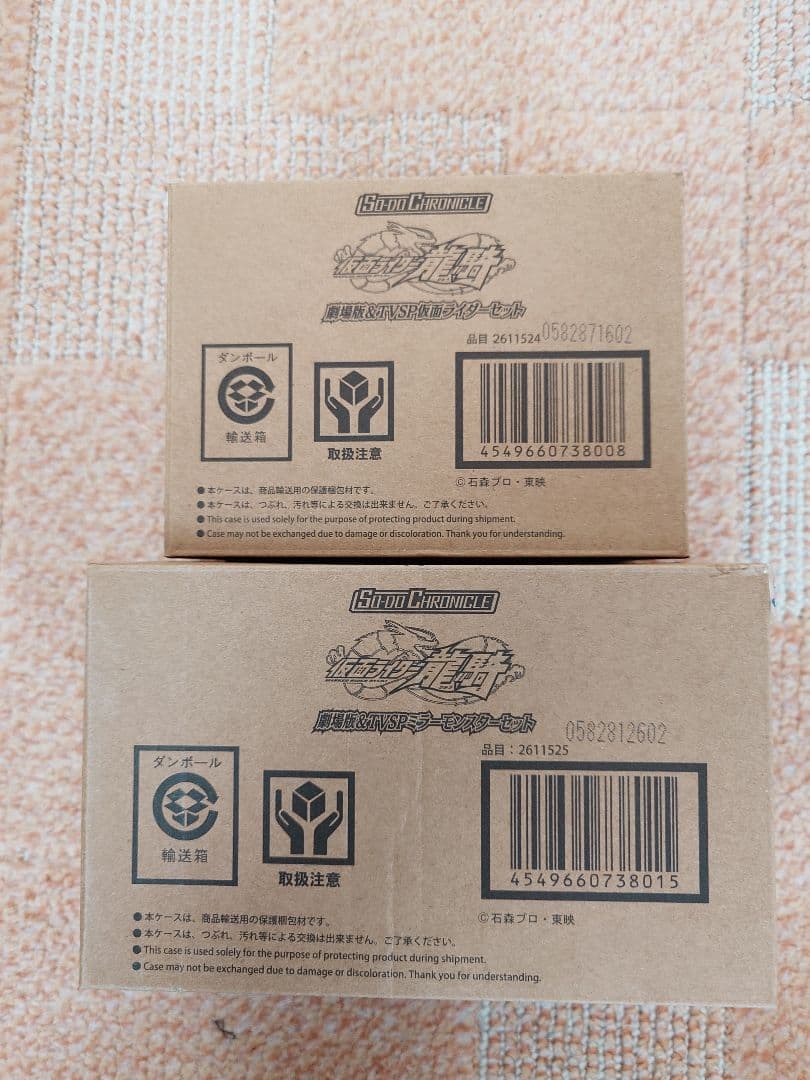 SO-DO CHRONICLE
仮面ライダー龍騎
劇場版&TVSP仮面ライダーセット
品目 2611524
0582871602
ダンボール
輸送箱
取扱注意
4549660738008
©石森プロ・東映
●本ケースは、商品輸送用の保護梱包材です。
●本ケースは、つぶれ、汚れ等による交換は出来ません。ご了承ください。
●This case is used solely for the purpose of protecting product during shipment.
●Case may not be exchanged due to damage or discoloration. Thank you for understanding.
SO-DO CHRONICLE
仮面ライダー龍騎
劇場版&TVSPミラーモンスターセット
0582812602
品目：2611525
ダンボール
輸送箱
取扱注意
4549660738015
©石森プロ・東映
●本ケースは、商品輸送用の保護梱包材です。
●本ケースは、つぶれ、汚れ等による交換は出来ません。ご了承ください。
●This case is used solely for the purpose of protecting product during shipment.
●Case may not be exchanged due to damage or discoloration. Thank you for understanding.